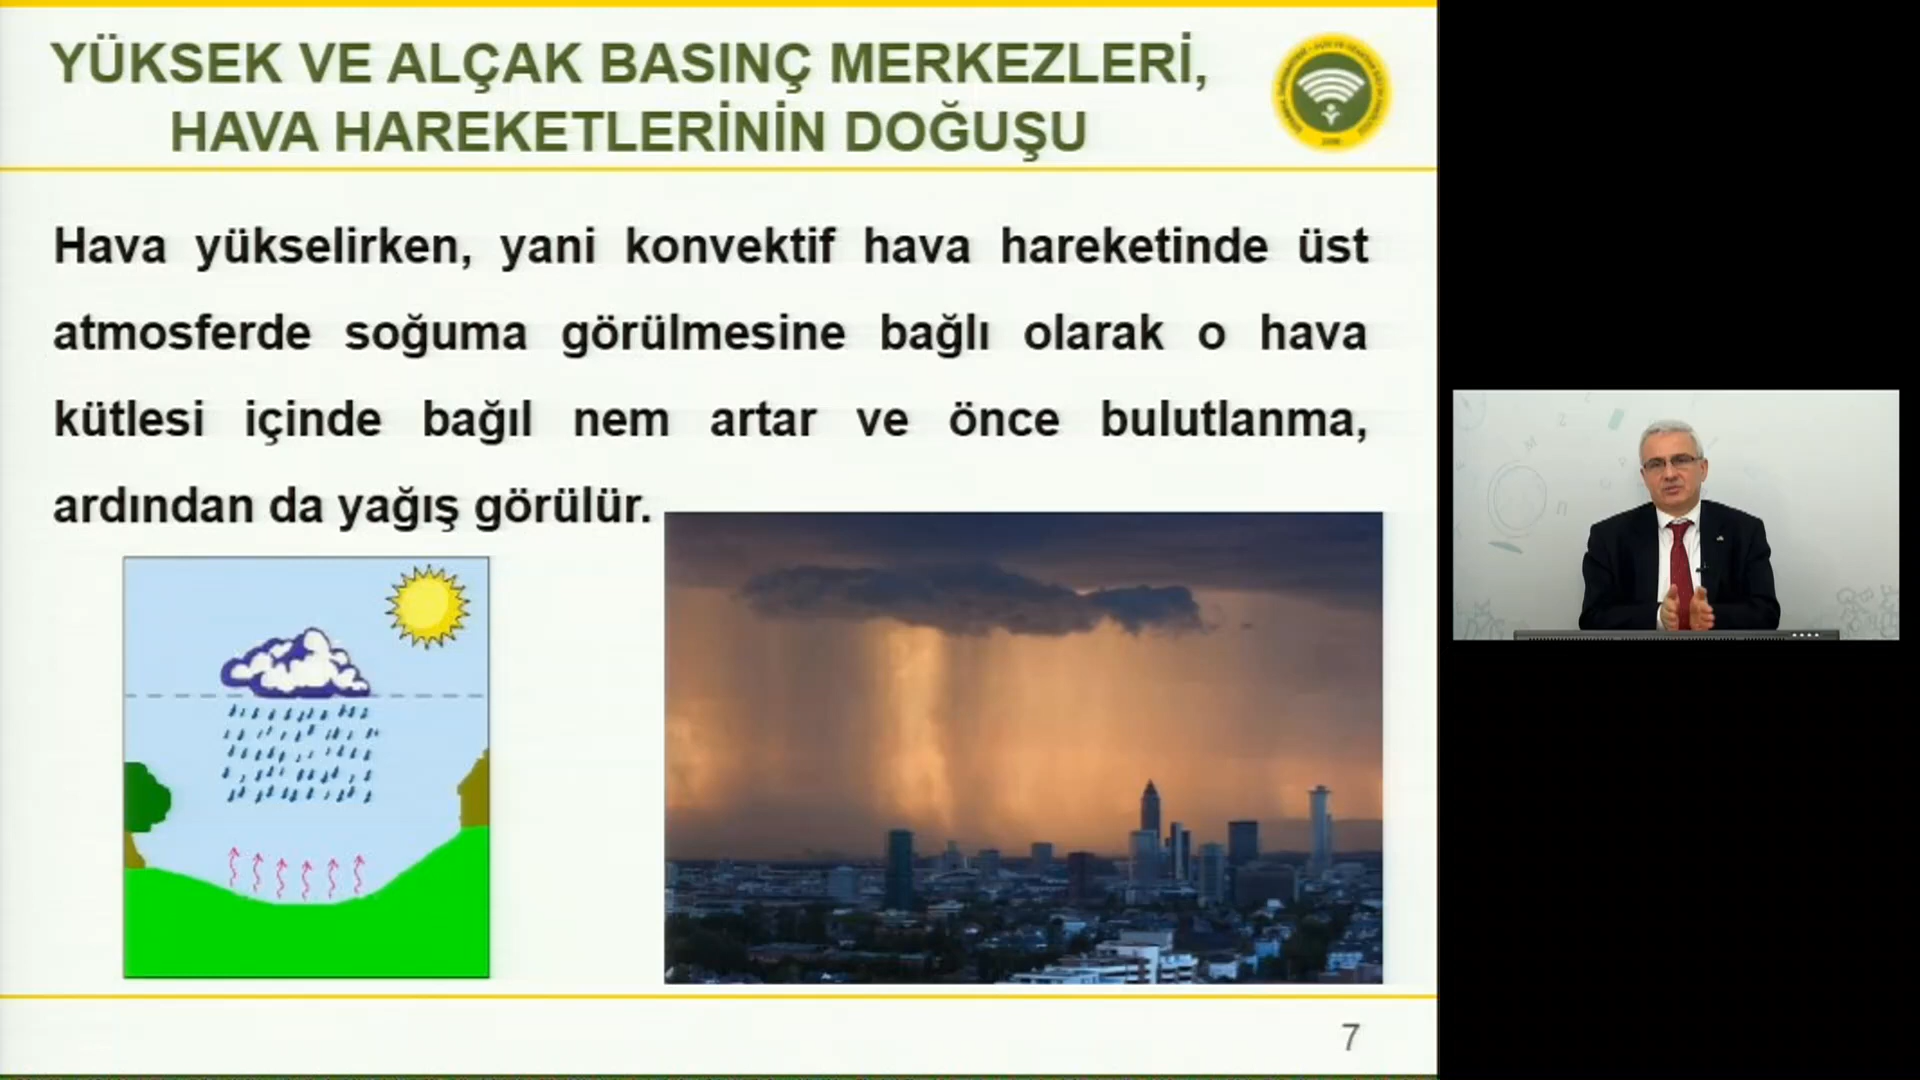 YÜKSEK VE ALÇAK BASINÇ MERKEZLERİ,
HAVA HAREKETLERİNİN DOĞUŞU
Hava yükselirken, yani konvektif hava hareketinde üst
atmosferde soğuma görülmesine bağlı olarak o hava
kütlesi içinde bağıl nem artar ve önce bulutlanma,
ardından da yağış görülür.
7